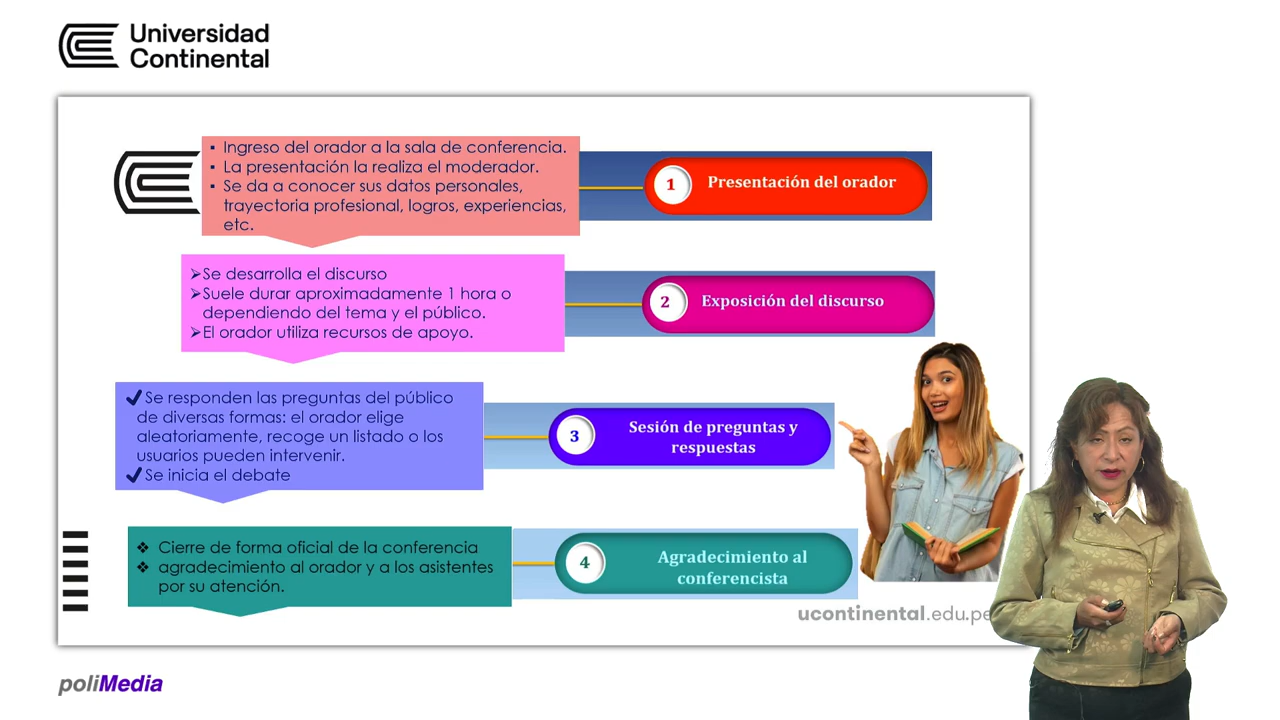 Universidad
Continental
▪ Ingreso del orador a la sala de conferencia.
▪ La presentación la realiza el moderador.
▪ Se da a conocer sus datos personales,
trayectoria profesional, logros, experiencias,
etc.
1 Presentación del orador
➢Se desarrolla el discurso
➢Suele durar aproximadamente 1 hora o
dependiendo del tema y el público.
➢El orador utiliza recursos de apoyo.
2 Exposición del discurso
✓Se responden las preguntas del público
de diversas formas: el orador elige
aleatoriamente, recoge un listado o los
usuarios pueden intervenir.
✓Se inicia el debate
3 Sesión de preguntas y
respuestas
❖ Cierre de forma oficial de la conferencia
❖ agradecimiento al orador y a los asistentes
por su atención.
4 Agradecimiento al
conferencista
ucontinental.edu.pe
poliMedia